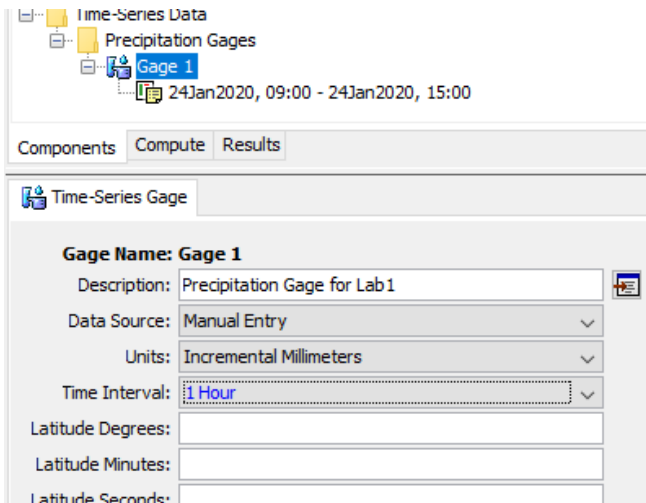 Time-Series Data
Precipitation Gages
Gage 1
24Jan2020, 09:00 - 24Jan2020, 15:00
Components Compute Results
Time-Series Gage
Gage Name: Gage 1
Description: Precipitation Gage for Lab1
Data Source: Manual Entry
Units: Incremental Millimeters
Time Interval: 1 Hour
Latitude Degrees:
Latitude Minutes:
Latitude Seconds: